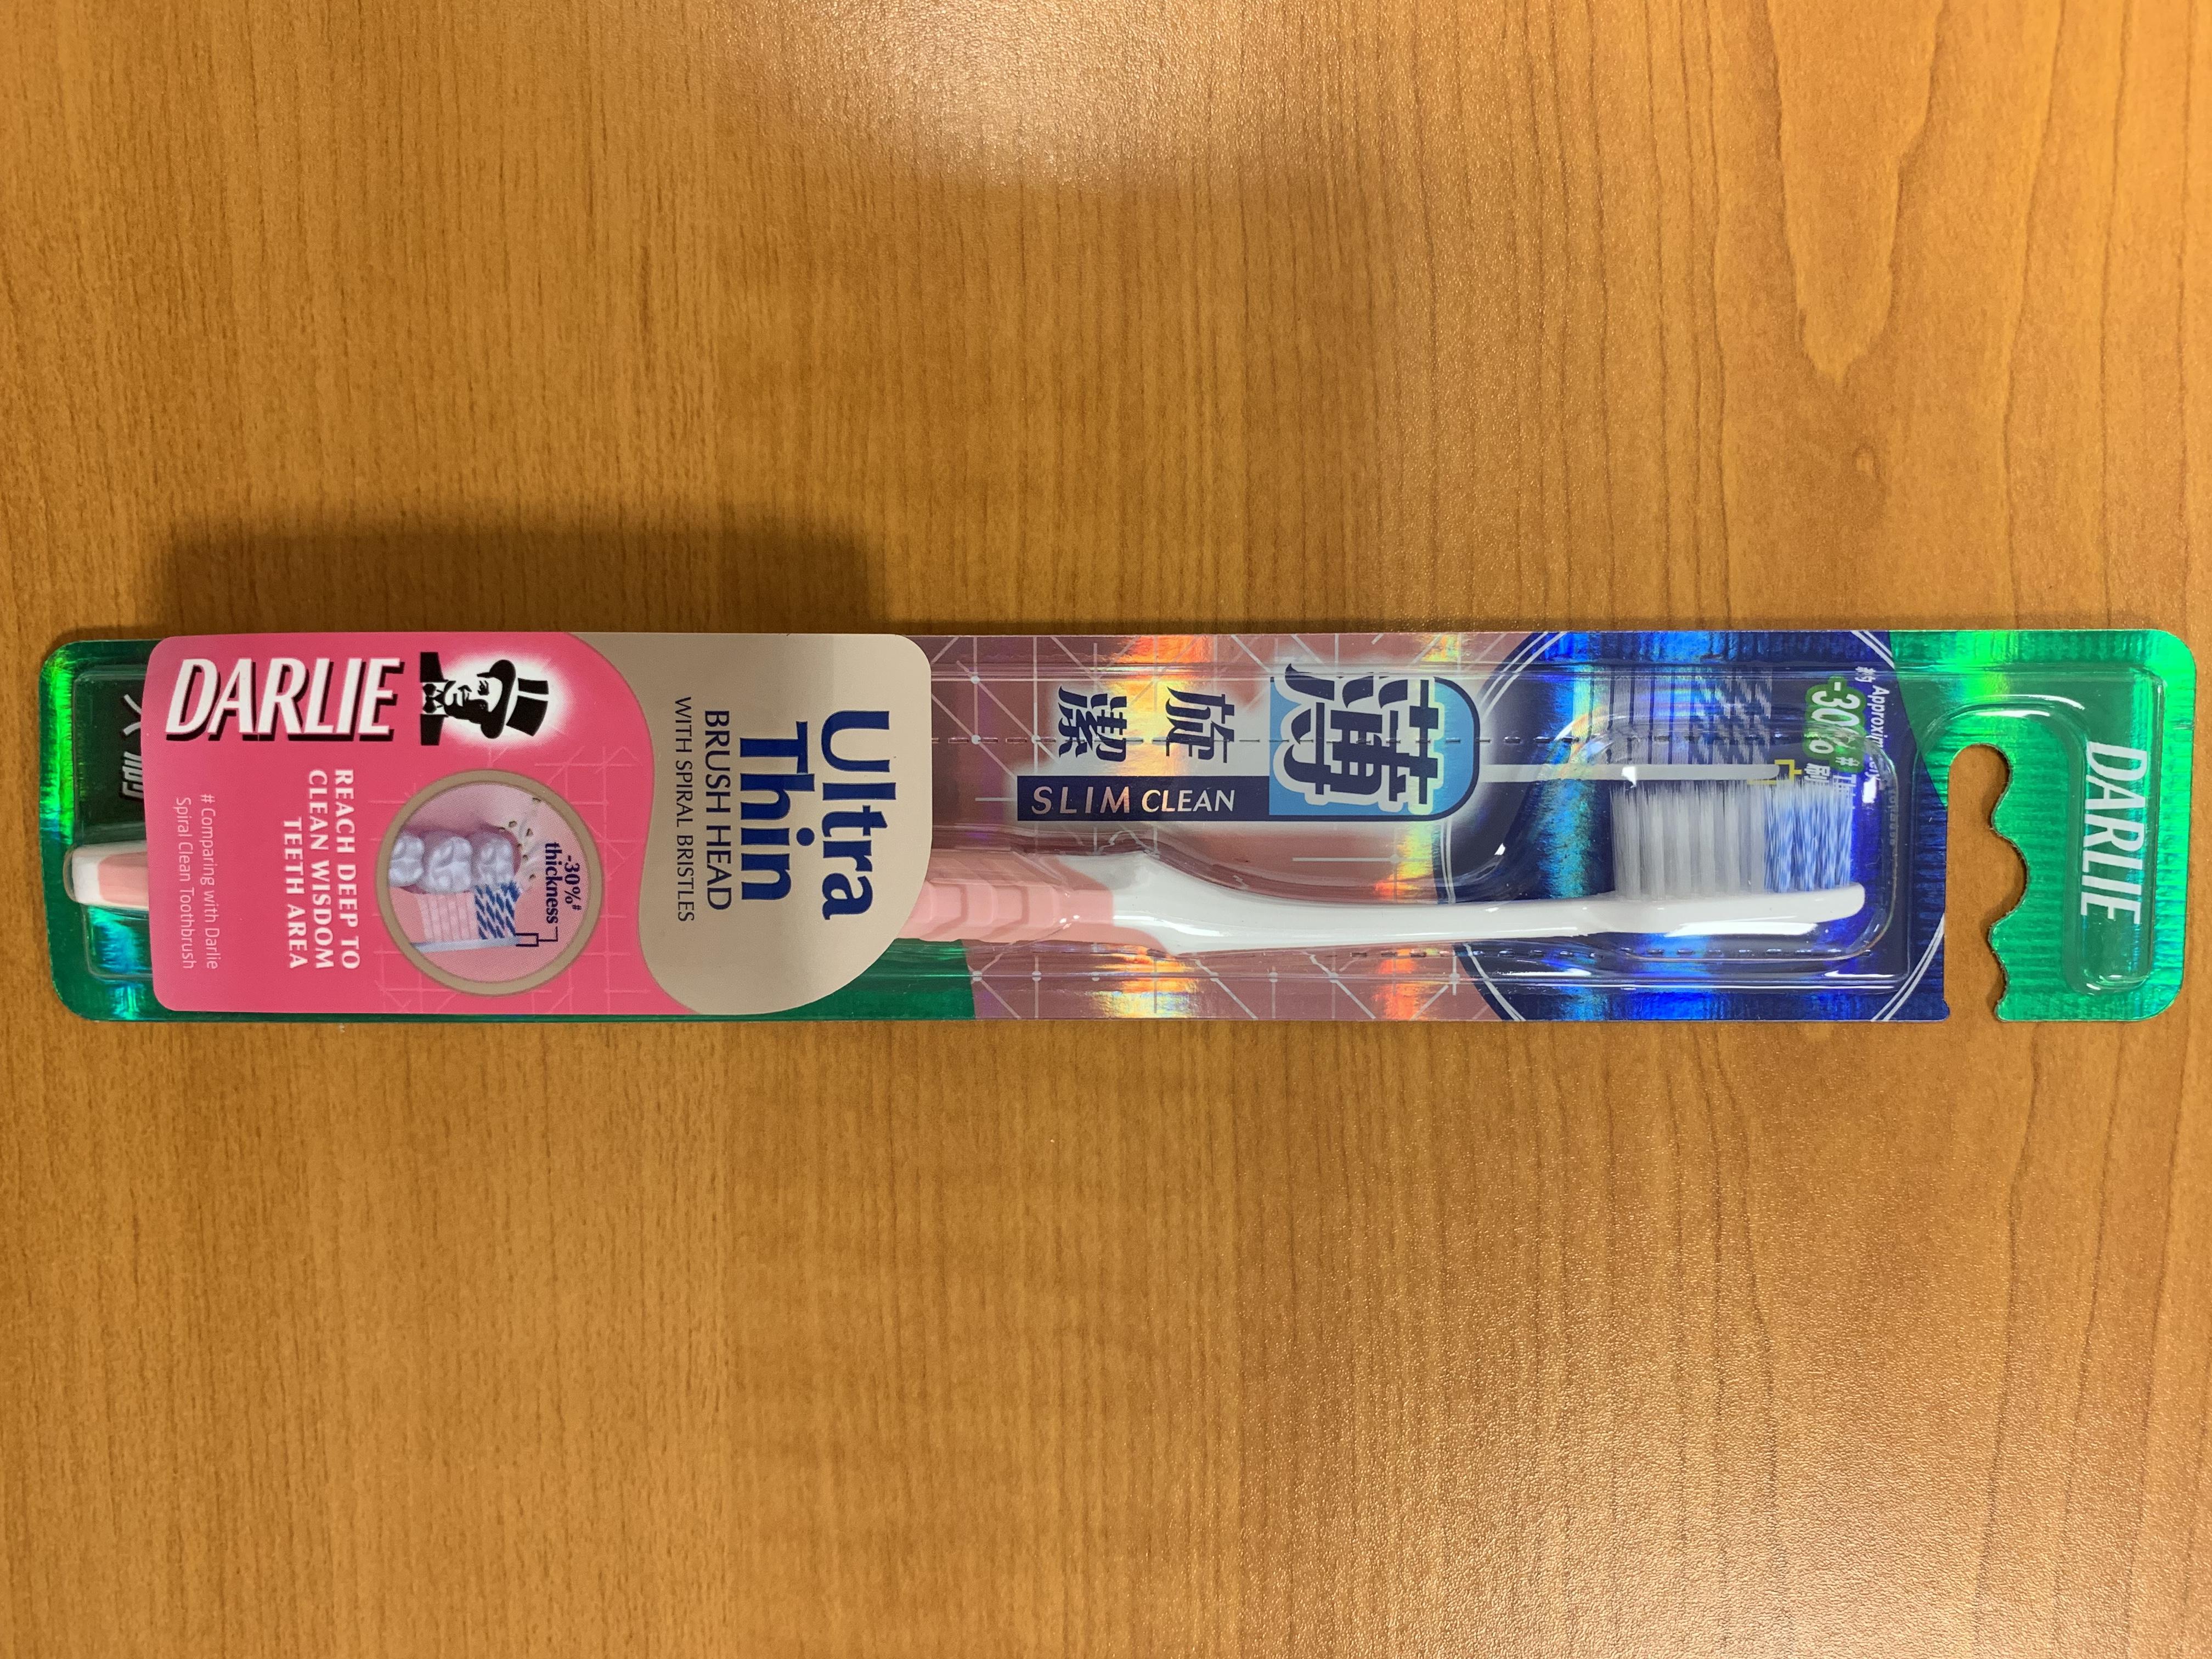 DARLIE
-30%#
薄
旋
潔
SLIM CLEAN
Ultra
Thin
BRUSH HEAD
WITH SPIRAL BRISTLES
-30%#
thickness
DARLIE
REACH DEEP TO
CLEAN WISDOM
TEETH AREA
# Comparing with Darlie
Spiral Clean Toothbrush